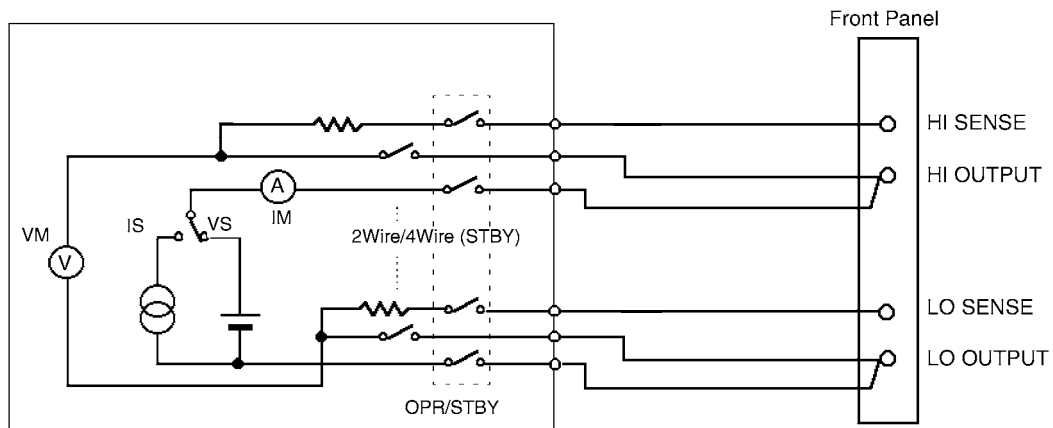 Front Panel
HI SENSE
HI OUTPUT
A
IM
IS
VS
VM
V
2Wire/4Wire (STBY)
LO SENSE
LO OUTPUT
OPR/STBY